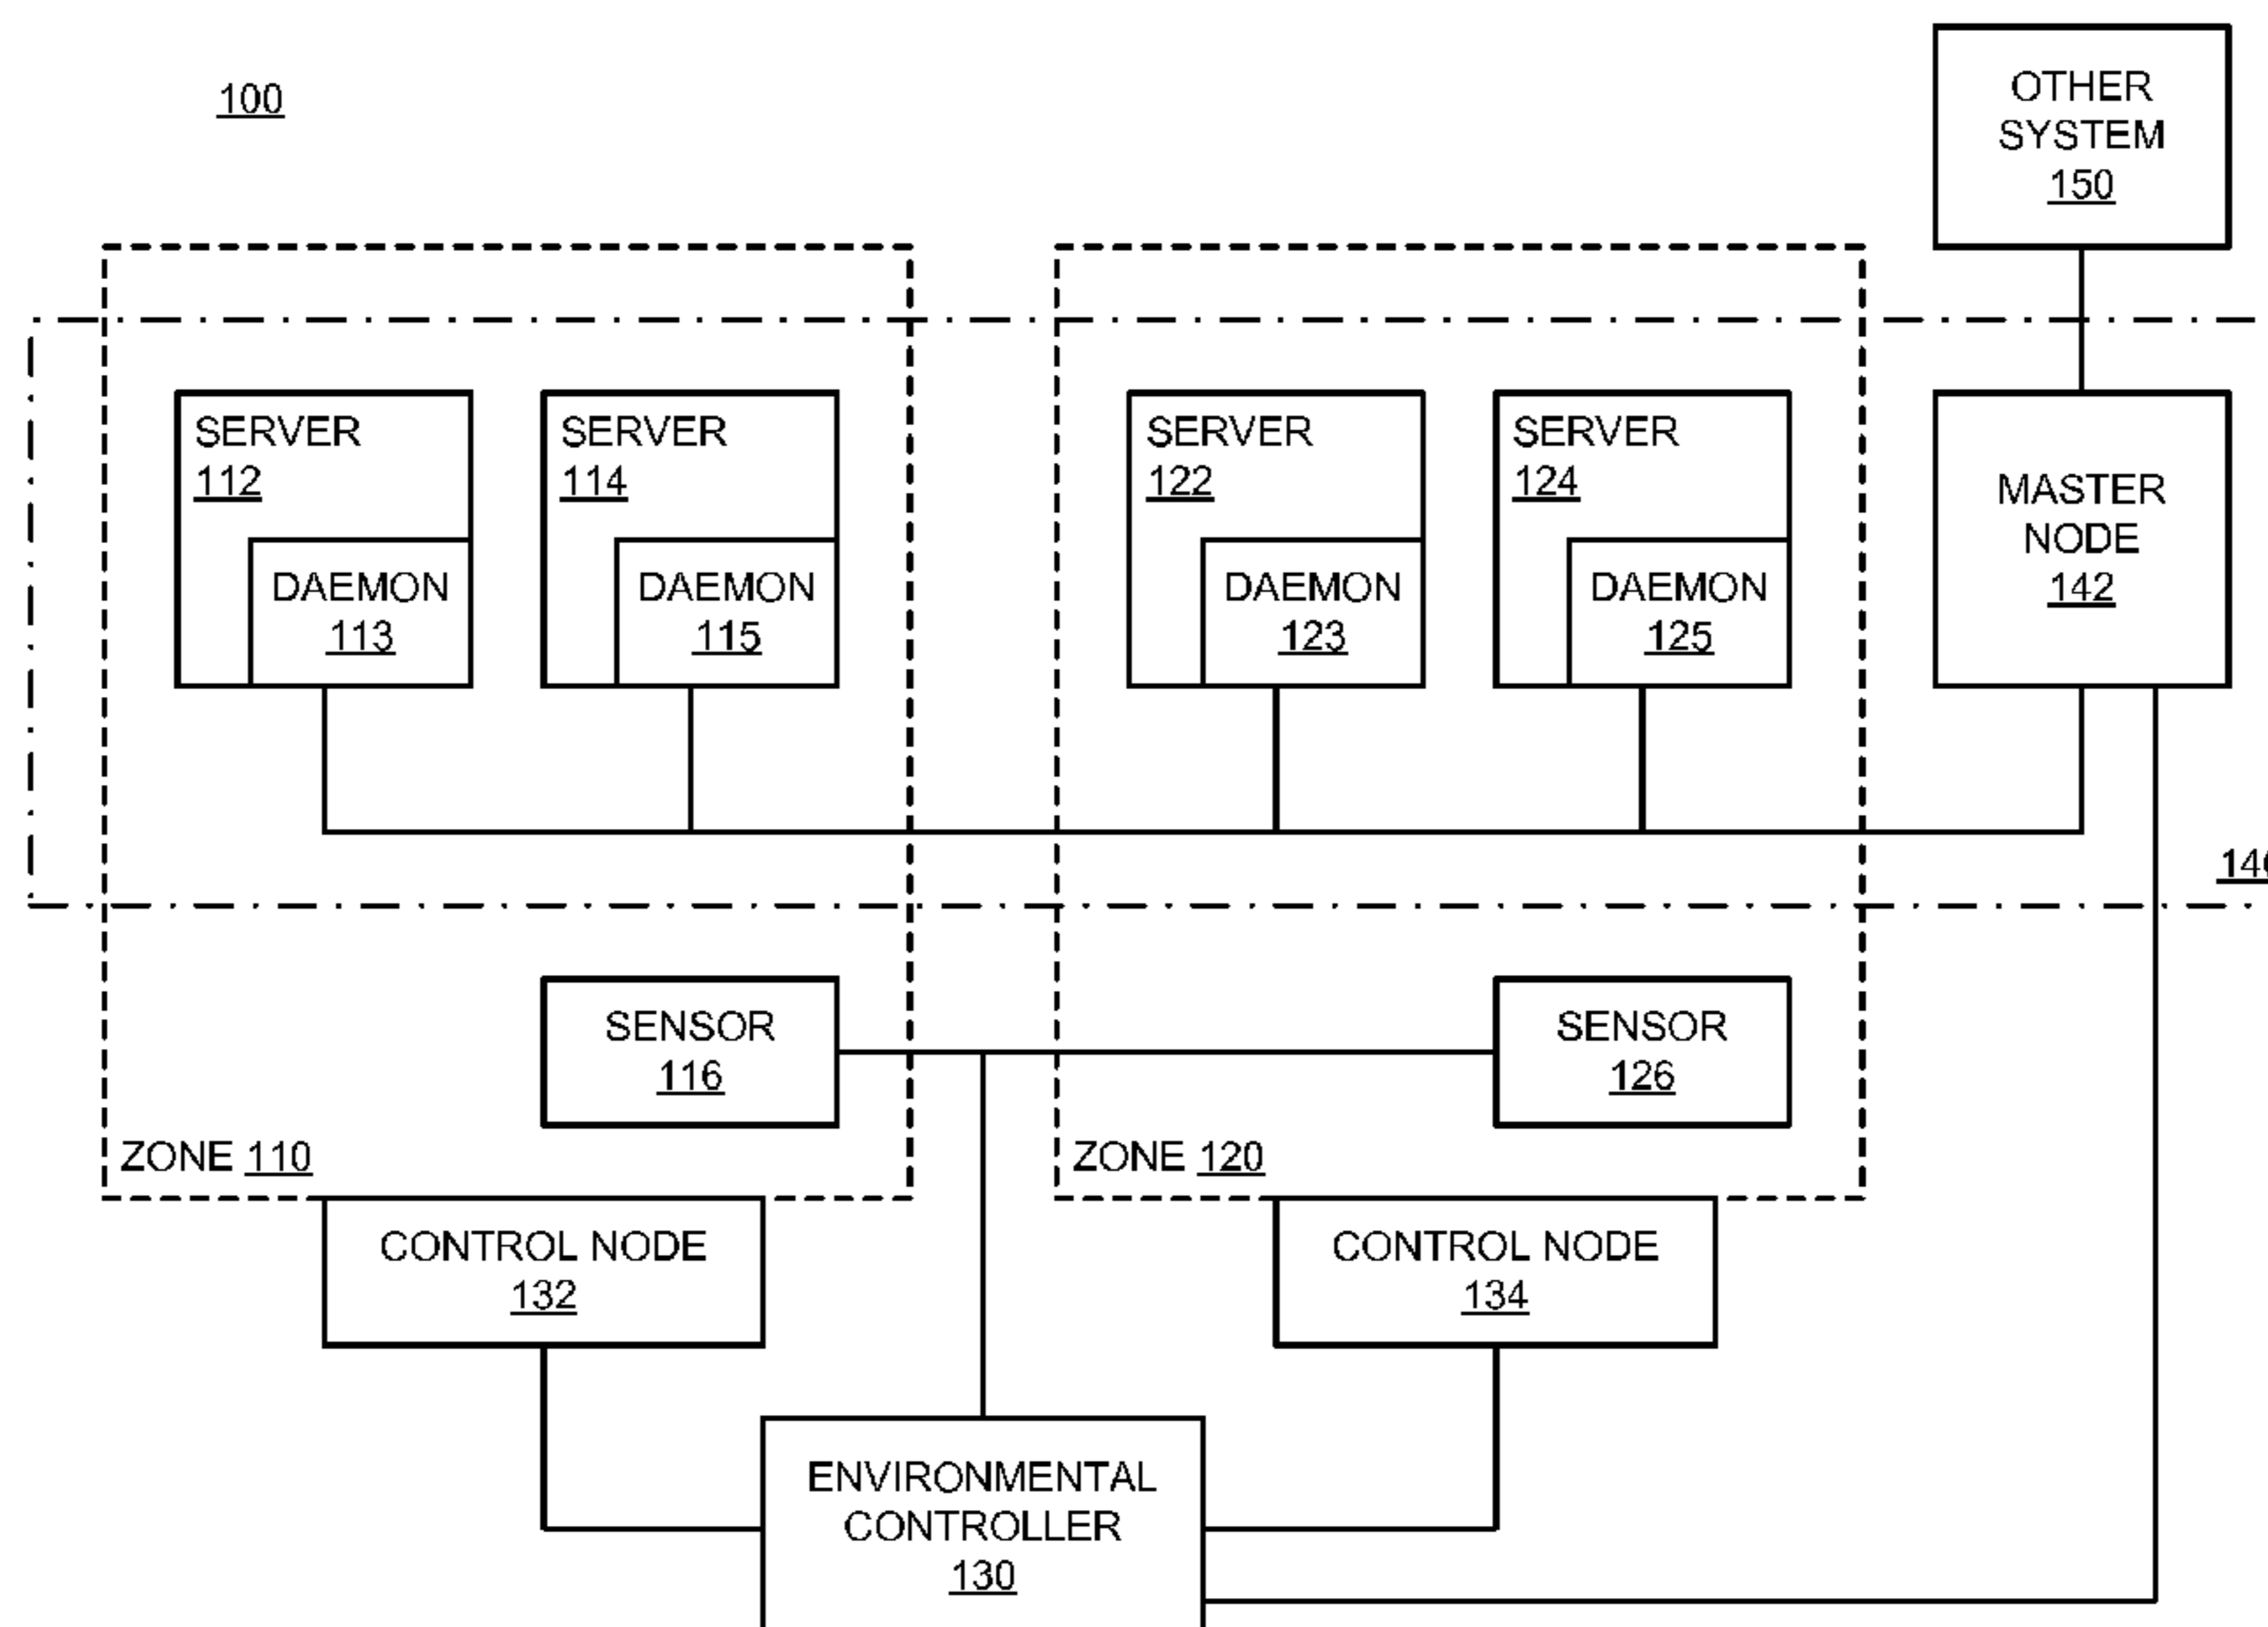 100
OTHER
SYSTEM
150
SERVER
112
DAEMON
113
SERVER
114
DAEMON
115
SERVER
122
DAEMON
123
SERVER
124
DAEMON
125
MASTER
NODE
142
SENSOR
116
SENSOR
126
ZONE 110
ZONE 120
CONTROL NODE
132
CONTROL NODE
134
ENVIRONMENTAL
CONTROLLER
130